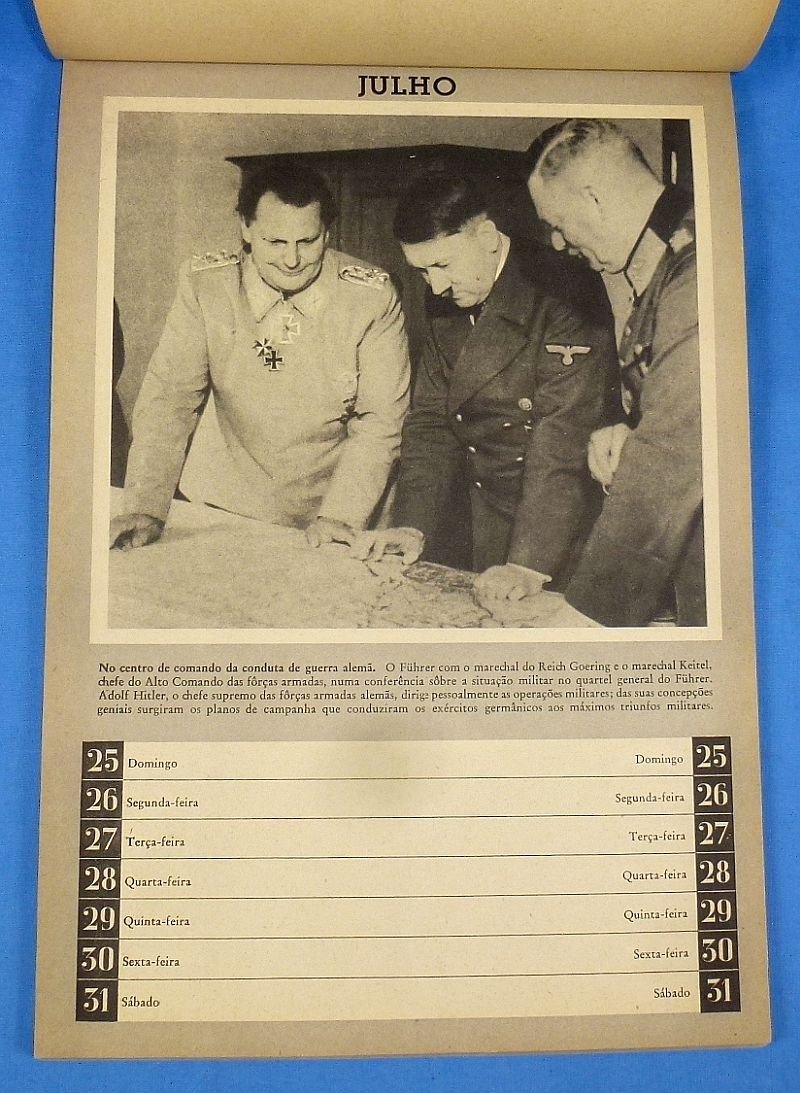 JULHO
No centro de comando da conduta de guerra alemã. O Führer com o marechal do Reich Goering e o marechal Keitel,
chefe do Alto Comando das fôrças armadas, numa conferência sôbre a situação militar no quartel general do Führer.
Adolf Hitler, o chefe supremo das fôrças armadas alemãs, dirige pessoalmente as operações militares; das suas concepções
geniais surgiram os planos de campanha que conduziram os exércitos germânicos aos máximos triunfos militares.
25 Domingo Domingo 25
26 Segunda-feira Segunda-feira 26
27 Terça-feira Terça-feira 27
28 Quarta-feira Quarta-feira 28
29 Quinta-feira Quinta-feira 29
30 Sexta-feira Sexta-feira 30
31 Sábado Sábado 31